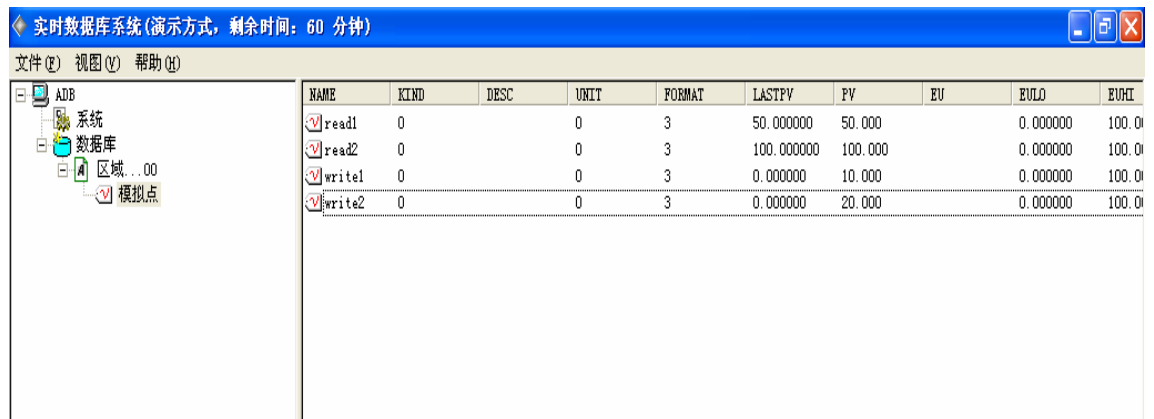 实时数据库系统(演示方式，剩余时间：60 分钟)
文件(F) 视图(V) 帮助(H)
ADB
系统
数据库
区域...00
模拟点
NAME KIND DESC UNIT FORMAT LASTPV PV EU EULO EUHI
read1 0 0 3 50.000000 50.000 0.000000 100.0
read2 0 0 3 100.000000 100.000 0.000000 100.0
write1 0 0 3 0.000000 10.000 0.000000 100.0
write2 0 0 3 0.000000 20.000 0.000000 100.0